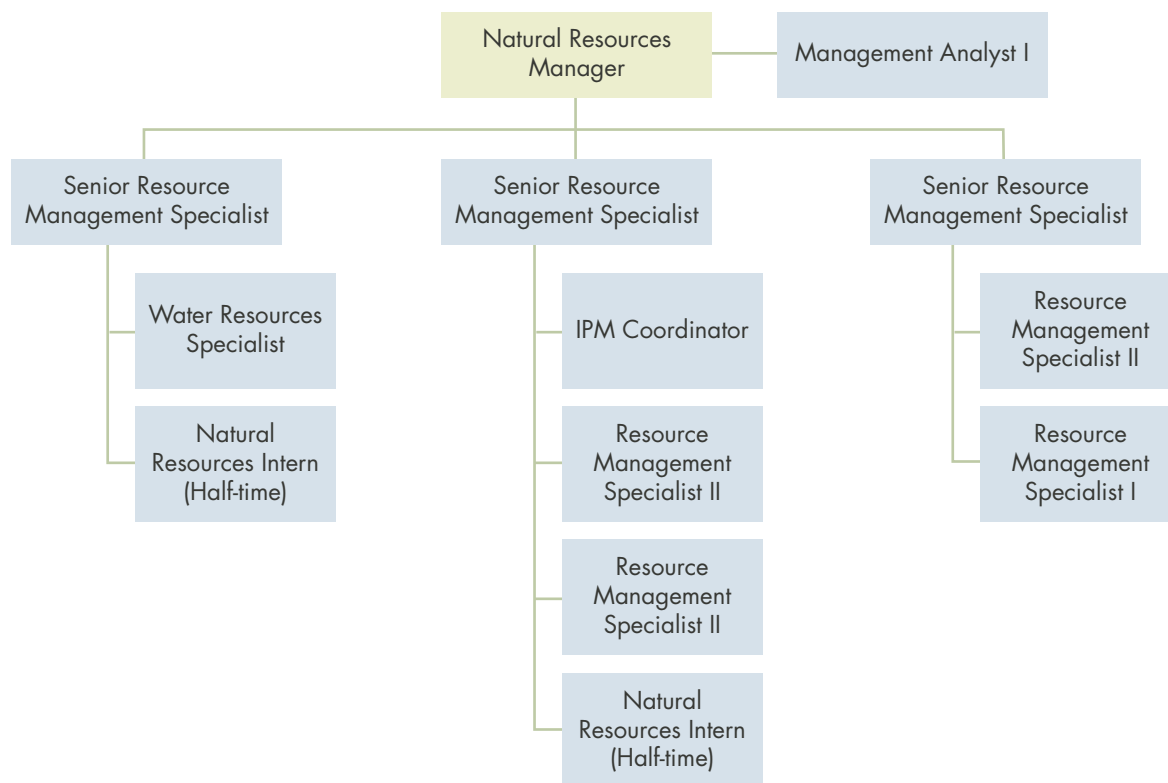 Natural Resources
Manager
Management Analyst I
Senior Resource
Management Specialist
Water Resources
Specialist
Natural
Resources Intern
(Half-time)
Senior Resource
Management Specialist
IPM Coordinator
Resource
Management
Specialist II
Resource
Management
Specialist II
Natural
Resources Intern
(Half-time)
Senior Resource
Management Specialist
Resource
Management
Specialist II
Resource
Management
Specialist I